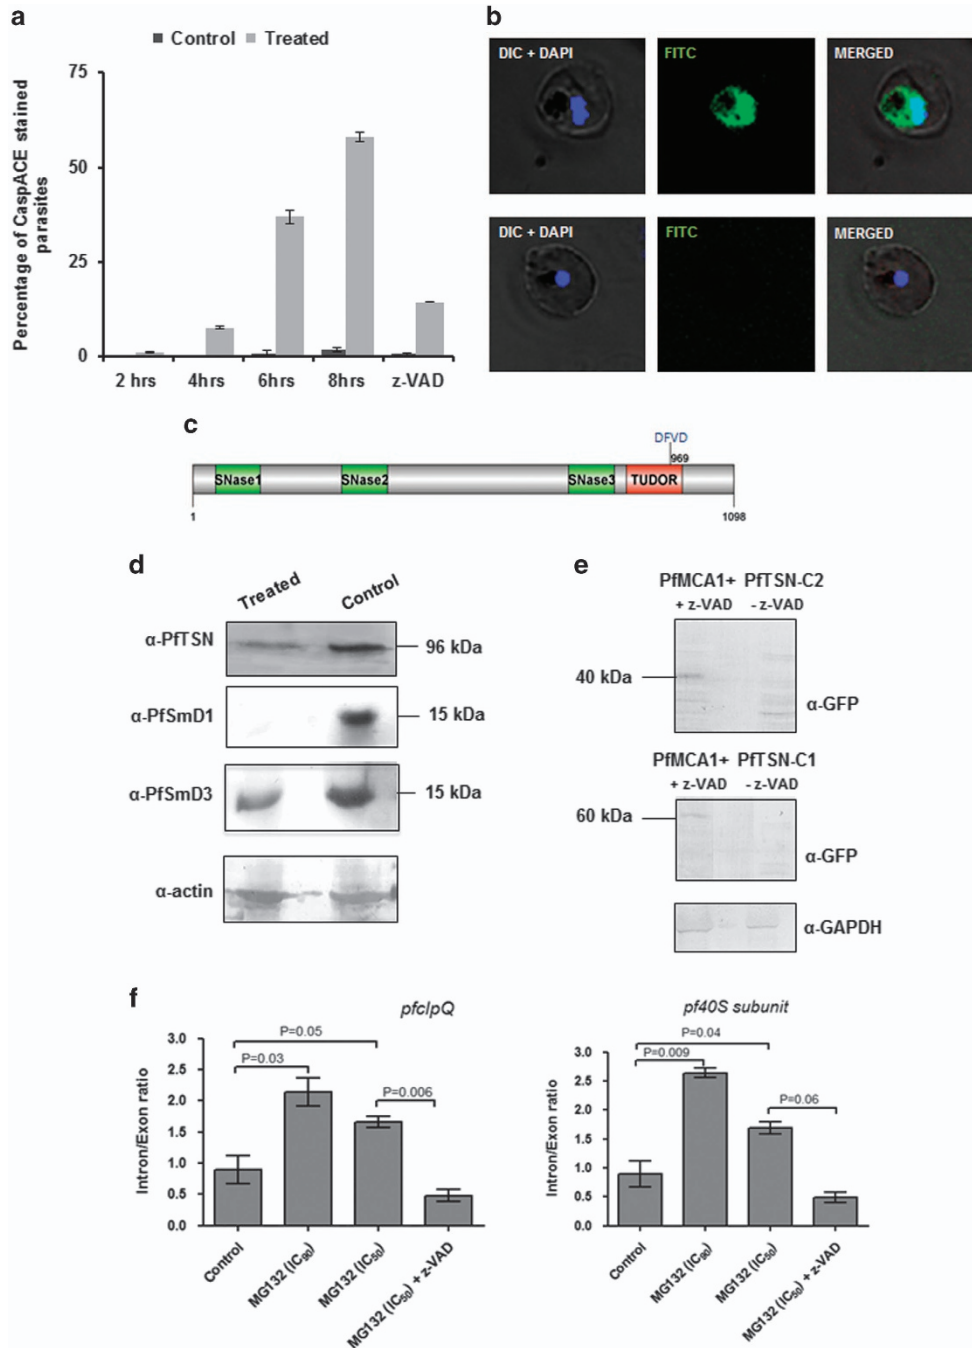 a
Control Treated
Percentage of CaspACE stained
parasites
75
50
25
0
2 hrs 4hrs 6hrs 8hrs z-VAD
b
DIC + DAPI FITC MERGED
DIC + DAPI FITC MERGED
c
DFVD
969
SNase1 SNase2 SNase3 TUDOR
1 1098
d
Treated Control
α-PfTSN 96 kDa
α-PfSmD1 15 kDa
α-PfSmD3 15 kDa
α-actin
e
PfMCA1+ PfTSN-C2
+ z-VAD - z-VAD
40 kDa
α-GFP
PfMCA1+ PfTSN-C1
+ z-VAD - z-VAD
60 kDa
α-GFP
α-GAPDH
f
pfclpQ
P=0.05
P=0.03
P=0.006
Intron/Exon ratio
3.0
2.5
2.0
1.5
1.0
0.5
0.0
Control
MG132 (IC90)
MG132 (IC50)
MG132 (IC50) + z-VAD
pf40S subunit
P=0.04
P=0.009
P=0.06
Intron/Exon ratio
3.0
2.5
2.0
1.5
1.0
0.5
0.0
Control
MG132 (IC90)
MG132 (IC50)
MG132 (IC50) + z-VAD